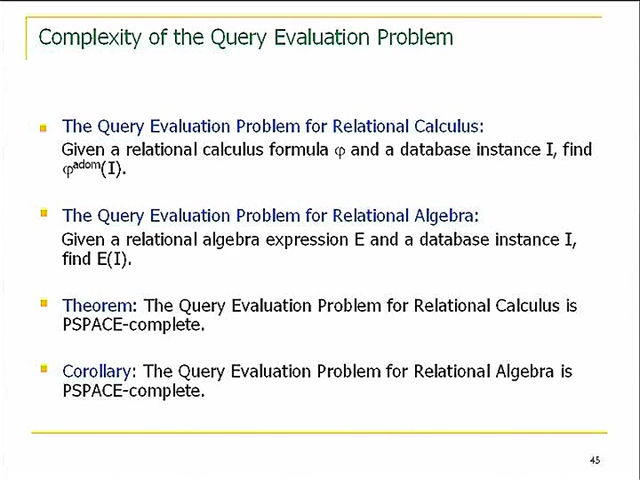 Complexity of the Query Evaluation Problem
The Query Evaluation Problem for Relational Calculus:
Given a relational calculus formula φ and a database instance I, find
φ^adom(I).
The Query Evaluation Problem for Relational Algebra:
Given a relational algebra expression E and a database instance I,
find E(I).
Theorem: The Query Evaluation Problem for Relational Calculus is
PSPACE-complete.
Corollary: The Query Evaluation Problem for Relational Algebra is
PSPACE-complete.
45